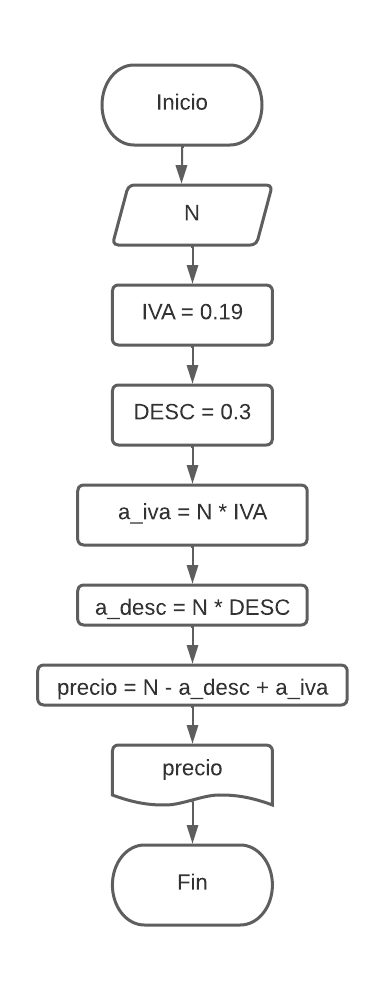 Inicio
N
IVA = 0.19
DESC = 0.3
a_iva = N * IVA
a_desc = N * DESC
precio = N - a_desc + a_iva
precio
Fin